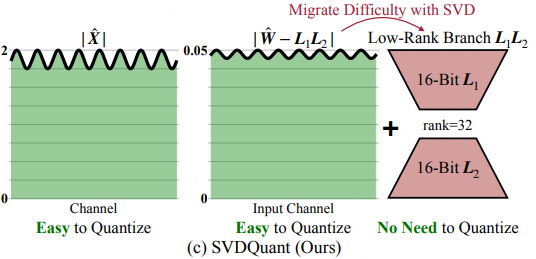 Migrate Difficulty with SVD
|X̂|
|Ŵ − L₁L₂|
Low-Rank Branch L₁L₂
2
0.05
16-Bit L₁
+
rank=32
16-Bit L₂
0
0
Channel
Input Channel
Easy to Quantize
Easy to Quantize
No Need to Quantize
(c) SVDQuant (Ours)